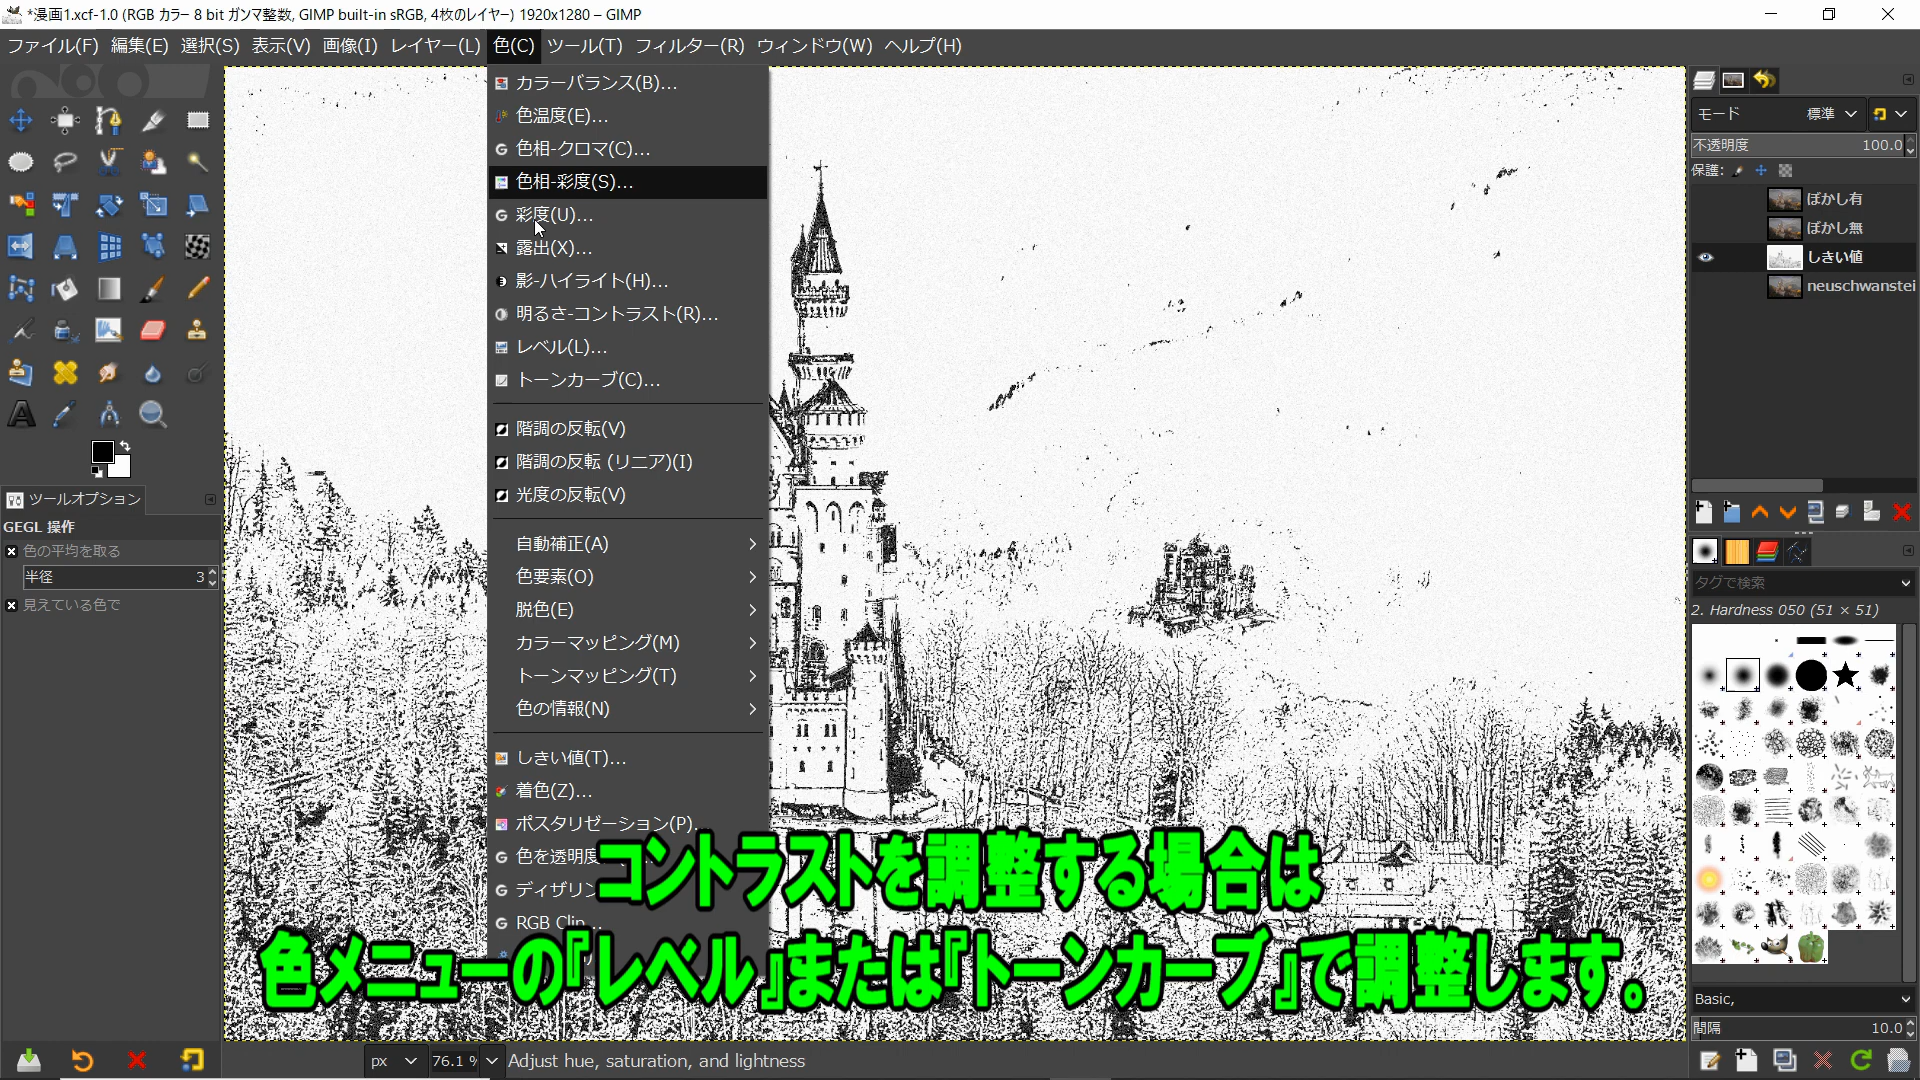 *漫画1.xcf-1.0 (RGB カラー 8 bit ガンマ整数, GIMP built-in sRGB, 4枚のレイヤー) 1920x1280 – GIMP
ファイル(F) 編集(E) 選択(S) 表示(V) 画像(I) レイヤー(L) 色(C) ツール(T) フィルター(R) ウィンドウ(W) ヘルプ(H)
カラーバランス(B)...
色温度(E)...
色相-クロマ(C)...
色相-彩度(S)...
彩度(U)...
露出(X)...
影-ハイライト(H)...
明るさ-コントラスト(R)...
レベル(L)...
トーンカーブ(C)...
階調の反転(V)
階調の反転 (リニア)(I)
光度の反転(V)
自動補正(A)
色要素(O)
脱色(E)
カラーマッピング(M)
トーンマッピング(T)
色の情報(N)
しきい値(T)...
着色(Z)...
ポスタリゼーション(P)...
色を透明度
ディザリン
RGB Clip...
ツールオプション
GEGL 操作
色の平均を取る
半径 3
見えている色で
モード 標準
不透明度 100.0
保護:
ぼかし有
ぼかし無
しきい値
neuschwanstei
タグで検索
2. Hardness 050 (51 × 51)
Basic,
間隔 10.0
コントラストを調整する場合は
色メニューの『レベル』または『トーンカーブ』で調整します。
px 76.1 % Adjust hue, saturation, and lightness